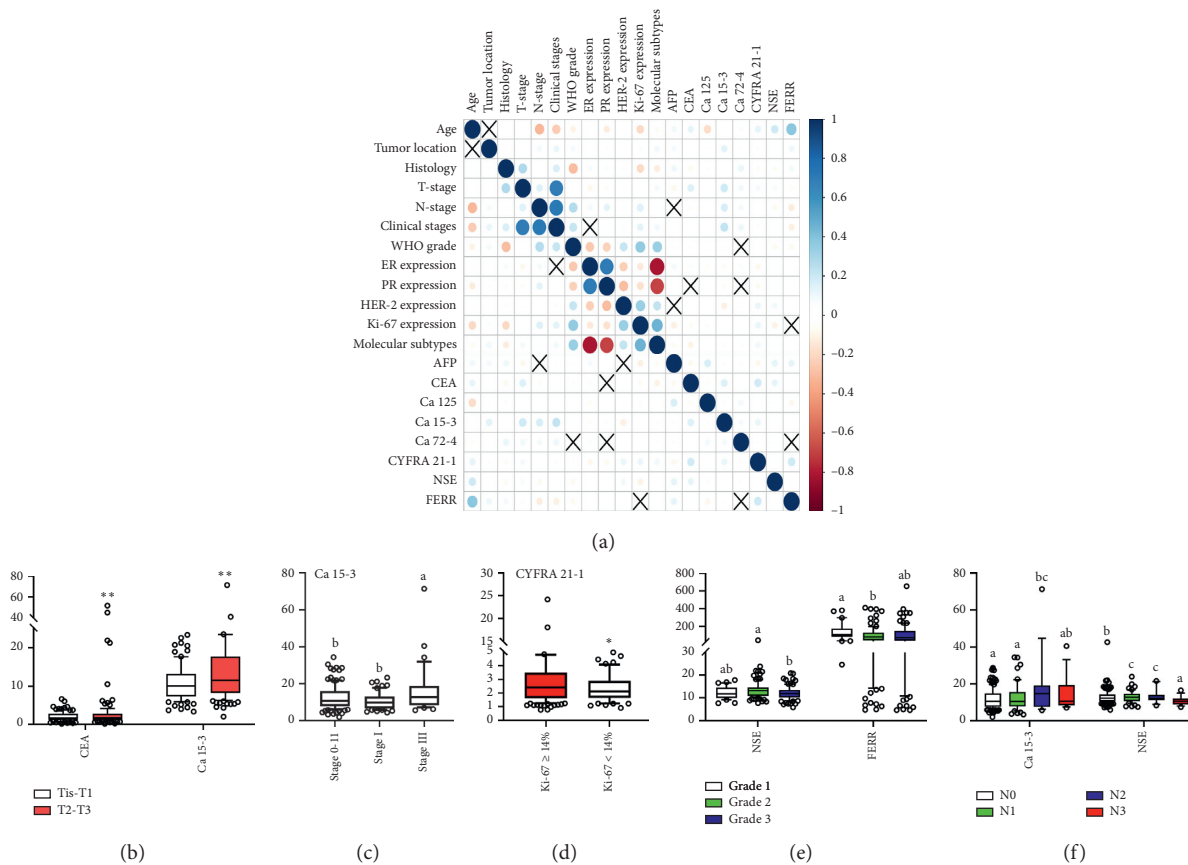 Age
Tumor location
Histology
T-stage
N-stage
Clinical stages
WHO grade
ER expression
PR expression
HER-2 expression
Ki-67 expression
Molecular subtypes
AFP
CEA
Ca 125
Ca 15-3
Ca 72-4
CYFRA 21-1
NSE
FERR
Age
Tumor location
Histology
T-stage
N-stage
Clinical stages
WHO grade
ER expression
PR expression
HER-2 expression
Ki-67 expression
Molecular subtypes
AFP
CEA
Ca 125
Ca 15-3
Ca 72-4
CYFRA 21-1
NSE
FERR
1
0.8
0.6
0.4
0.2
0
−0.2
−0.4
−0.6
−0.8
−1
(a)
80
60
40
20
10
0
**
**
CEA
Ca 15-3
Tis-T1
T2-T3
(b)
80
60
40
20
0
Ca 15-3
b
b
a
Stage 0-11
Stage I
Stage III
(c)
30
25
20
15
5
4
3
2
1
0
CYFRA 21-1
*
Ki-67 ≥ 14%
Ki-67 < 14%
(d)
800
600
400
200
30
20
10
0
ab
a
b
a
b
ab
NSE
FERR
Grade 1
Grade 2
Grade 3
(e)
80
60
40
20
0
a
a
bc
ab
b
c
c
a
Ca 15-3
NSE
N0
N1
N2
N3
(f)